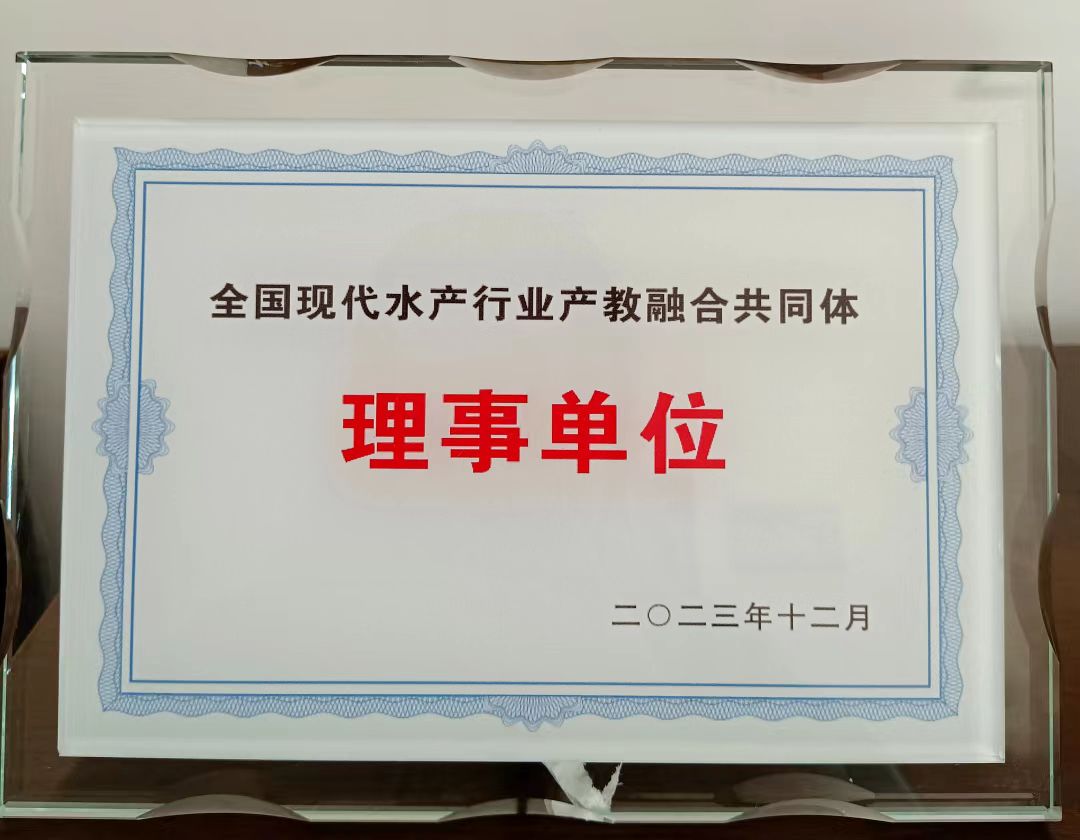 全国现代水产行业产教融合共同体
理事单位
二〇二三年十二月